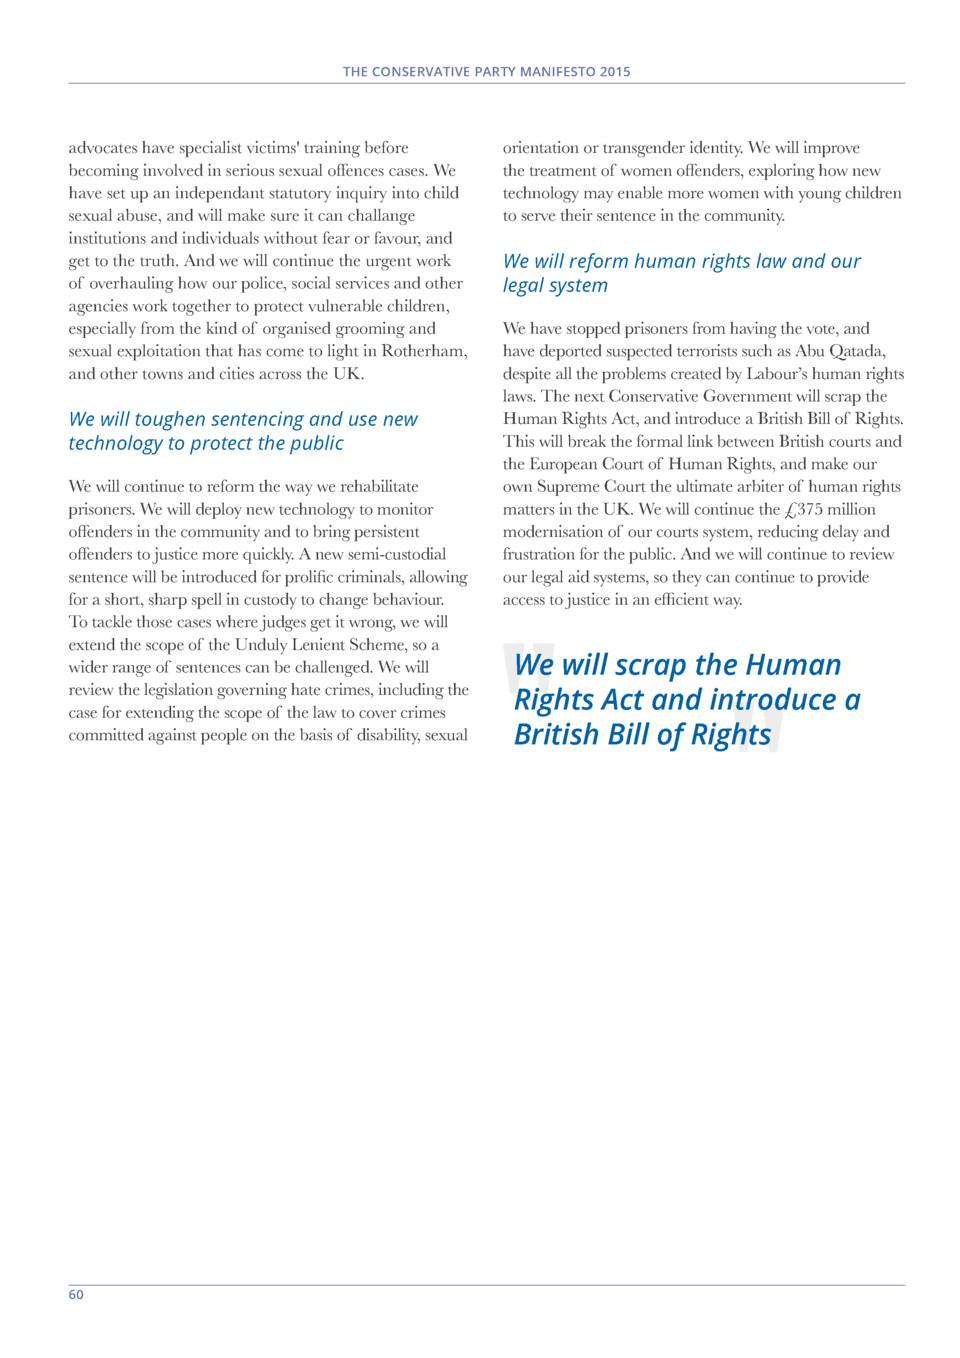 THE CONSERVATIVE PARTY MANIFESTO 2015
advocates have specialist victims' training before
becoming involved in serious sexual offences cases. We
have set up an independant statutory inquiry into child
sexual abuse, and will make sure it can challange
institutions and individuals without fear or favour, and
get to the truth. And we will continue the urgent work
of overhauling how our police, social services and other
agencies work together to protect vulnerable children,
especially from the kind of organised grooming and
sexual exploitation that has come to light in Rotherham,
and other towns and cities across the UK.
We will toughen sentencing and use new
technology to protect the public
We will continue to reform the way we rehabilitate
prisoners. We will deploy new technology to monitor
offenders in the community and to bring persistent
offenders to justice more quickly. A new semi-custodial
sentence will be introduced for prolific criminals, allowing
for a short, sharp spell in custody to change behaviour.
To tackle those cases where judges get it wrong, we will
extend the scope of the Unduly Lenient Scheme, so a
wider range of sentences can be challenged. We will
review the legislation governing hate crimes, including the
case for extending the scope of the law to cover crimes
committed against people on the basis of disability, sexual
orientation or transgender identity. We will improve
the treatment of women offenders, exploring how new
technology may enable more women with young children
to serve their sentence in the community.
We will reform human rights law and our
legal system
We have stopped prisoners from having the vote, and
have deported suspected terrorists such as Abu Qatada,
despite all the problems created by Labour’s human rights
laws. The next Conservative Government will scrap the
Human Rights Act, and introduce a British Bill of Rights.
This will break the formal link between British courts and
the European Court of Human Rights, and make our
own Supreme Court the ultimate arbiter of human rights
matters in the UK. We will continue the £375 million
modernisation of our courts system, reducing delay and
frustration for the public. And we will continue to review
our legal aid systems, so they can continue to provide
access to justice in an efficient way.
"We will scrap the Human
Rights Act and introduce a
British Bill of Rights"
60